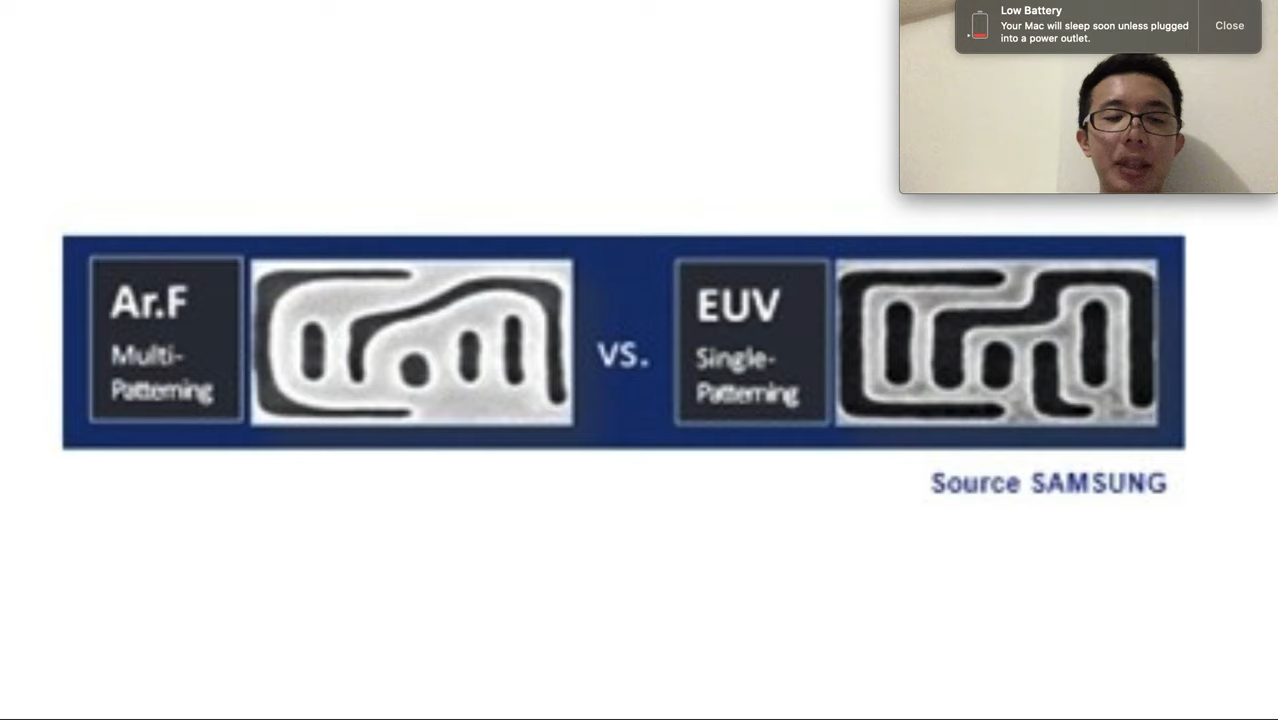 Low Battery
Your Mac will sleep soon unless plugged
into a power outlet.
Close
Ar.F
Multi-
Patterning
vs.
EUV
Single-
Patterning
Source SAMSUNG